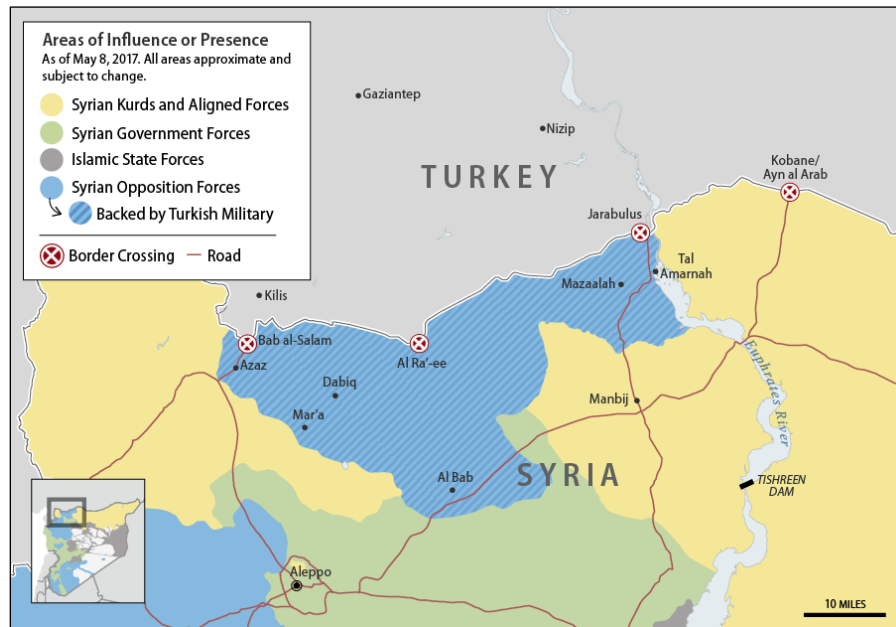 Areas of Influence or Presence
As of May 8, 2017. All areas approximate and
subject to change.
Syrian Kurds and Aligned Forces
Syrian Government Forces
Islamic State Forces
Syrian Opposition Forces
Backed by Turkish Military
Border Crossing
Road
Gaziantep
Nizip
TURKEY
Kobane/
Ayn al Arab
Jarabulus
Tal
Amarnah
Mazaalah
Kilis
Bab al-Salam
Al Ra’-ee
Azaz
Dabiq
Mar'a
Manbij
Euphrates River
Al Bab
SYRIA
TISHREEN
DAM
Aleppo
10 MILES